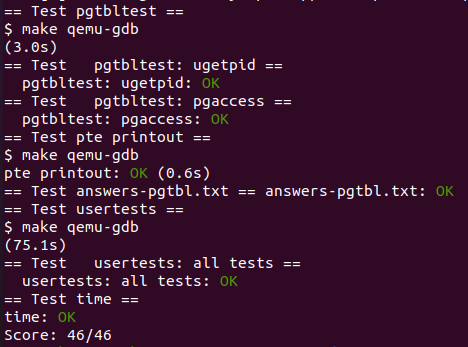 == Test pgtbltest ==
$ make qemu-gdb
(3.0s)
== Test   pgtbltest: ugetpid ==
  pgtbltest: ugetpid: OK
== Test   pgtbltest: pgaccess ==
  pgtbltest: pgaccess: OK
== Test pte printout ==
$ make qemu-gdb
pte printout: OK (0.6s)
== Test answers-pgtbl.txt == answers-pgtbl.txt: OK
== Test usertests ==
$ make qemu-gdb
(75.1s)
== Test   usertests: all tests ==
  usertests: all tests: OK
== Test time ==
time: OK
Score: 46/46